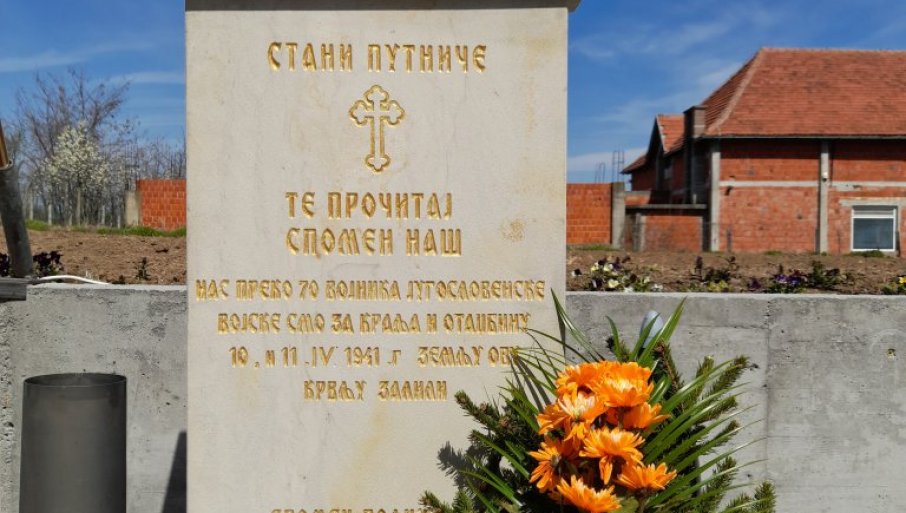 СТАНИ ПУТНИЧЕ
ТЕ ПРОЧИТАЈ
СПОМЕН НАШ
НАС ПРЕКО 70 ВОЈНИКА ЈУГОСЛОВЕНСКЕ
ВОЈСКЕ СМО ЗА КРАЉА И ОТАЏБИНУ
10. И 11. IV. 1941. Г ЗЕМЉУ ОВУ
КРВЉУ ЗАЛИЛИ
СПОМЕН